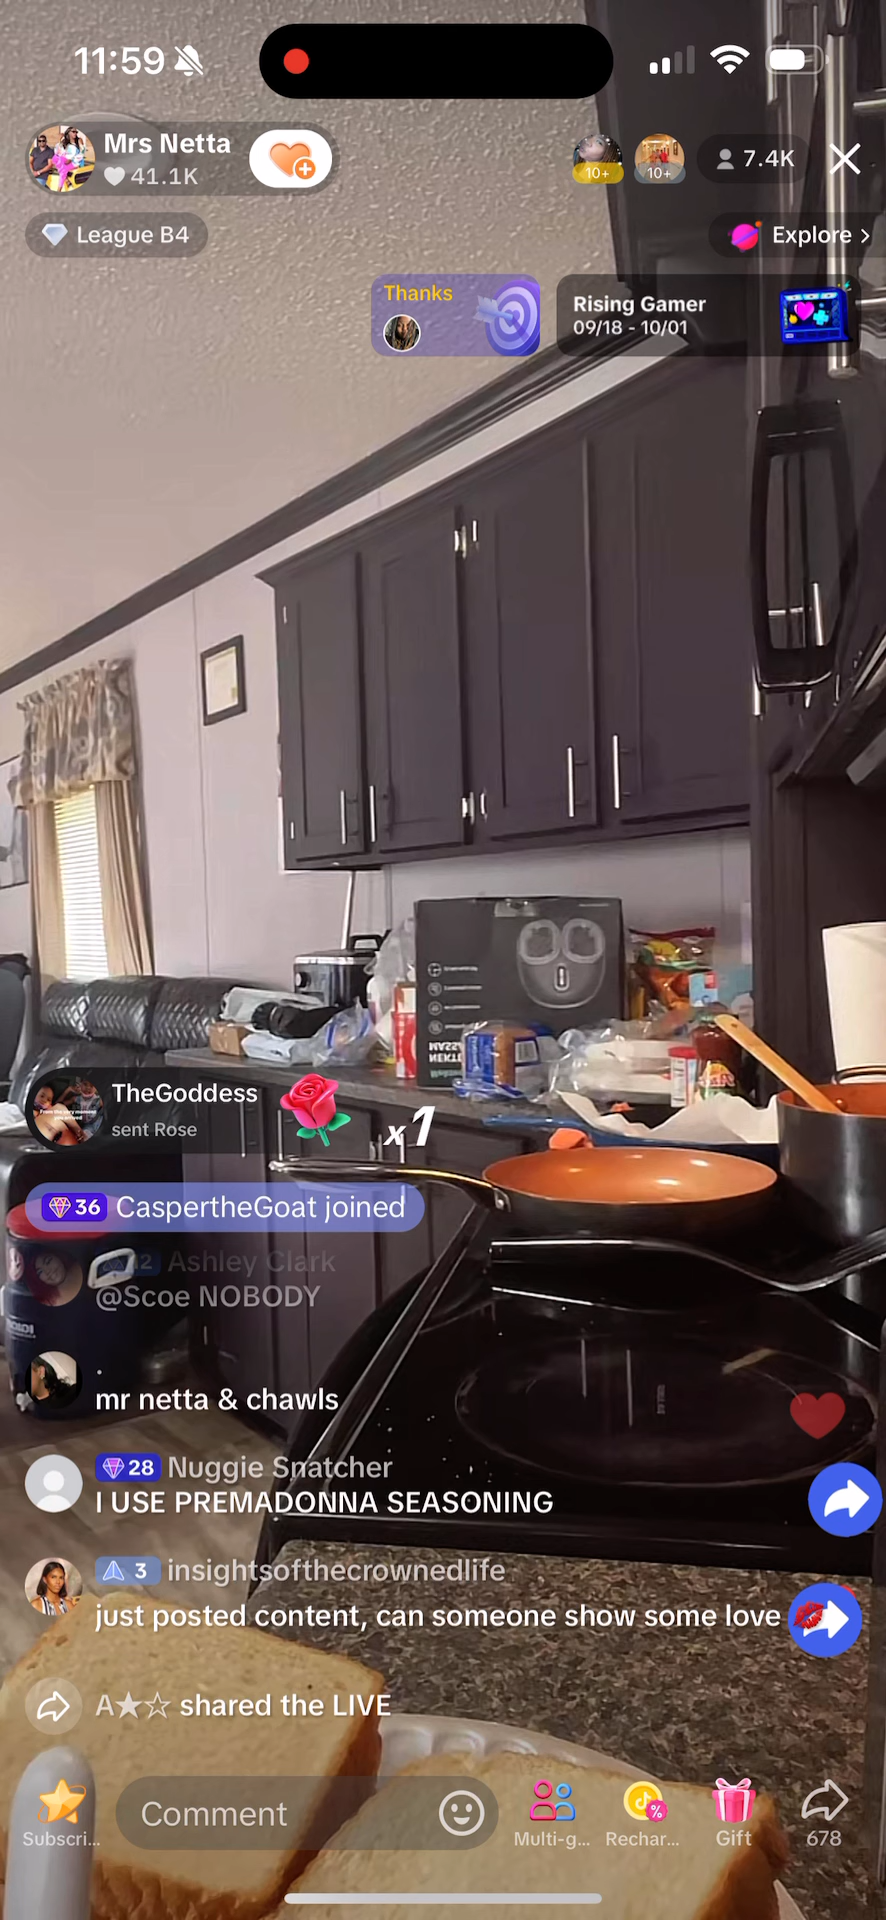 11:59
Mrs Netta
41.1K
10+
10+
7.4K
League B4
Explore >
Thanks
Rising Gamer
09/18 - 10/01
TheGoddess
sent Rose
x1
36 CaspertheGoat joined
Ashley Clark
@Scoe NOBODY
.
mr netta & chawls
28 Nuggie Snatcher
I USE PREMADONNA SEASONING
3 insightsofthecrownedlife
just posted content, can someone show some love
A★☆ shared the LIVE
Subscri...
Comment
Multi-g...
Rechar...
Gift
678